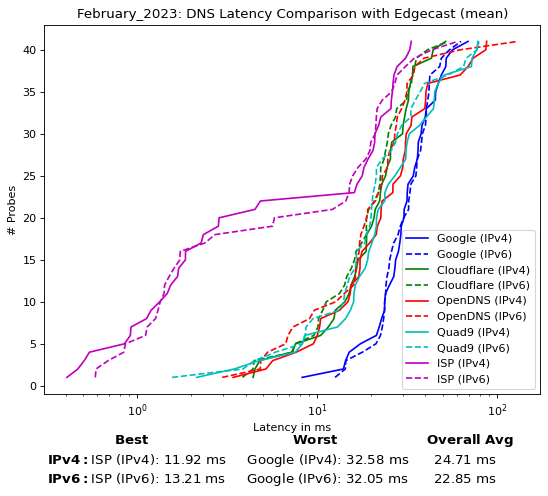 February_2023: DNS Latency Comparison with Edgecast (mean)
# Probes
40
35
30
25
20
15
10
5
0
Google (IPv4)
Google (IPv6)
Cloudflare (IPv4)
Cloudflare (IPv6)
OpenDNS (IPv4)
OpenDNS (IPv6)
Quad9 (IPv4)
Quad9 (IPv6)
ISP (IPv4)
ISP (IPv6)
10⁰ 10¹ 10²
Latency in ms
Best Worst Overall Avg
IPv4: ISP (IPv4): 11.92 ms Google (IPv4): 32.58 ms 24.71 ms
IPv6: ISP (IPv6): 13.21 ms Google (IPv6): 32.05 ms 22.85 ms